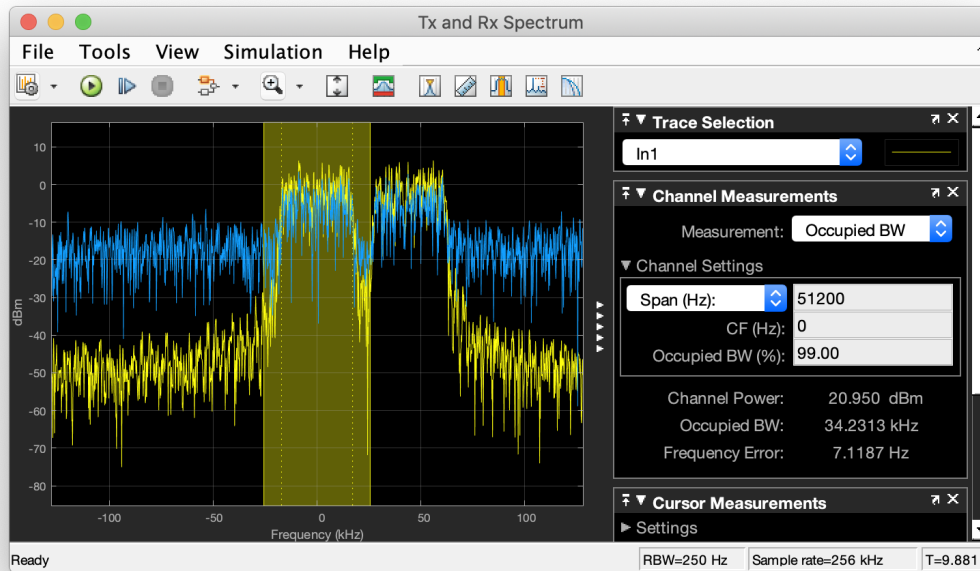 Tx and Rx Spectrum
File Tools View Simulation Help
Trace Selection
In1
Channel Measurements
Measurement: Occupied BW
Channel Settings
Span (Hz): 51200
CF (Hz): 0
Occupied BW (%): 99.00
Channel Power: 20.950 dBm
Occupied BW: 34.2313 kHz
Frequency Error: 7.1187 Hz
Cursor Measurements
Settings
10
0
-10
-20
-30
-40
-50
-60
-70
-80
dBm
-100 -50 0 50 100
Frequency (kHz)
Ready RBW=250 Hz Sample rate=256 kHz T=9.881